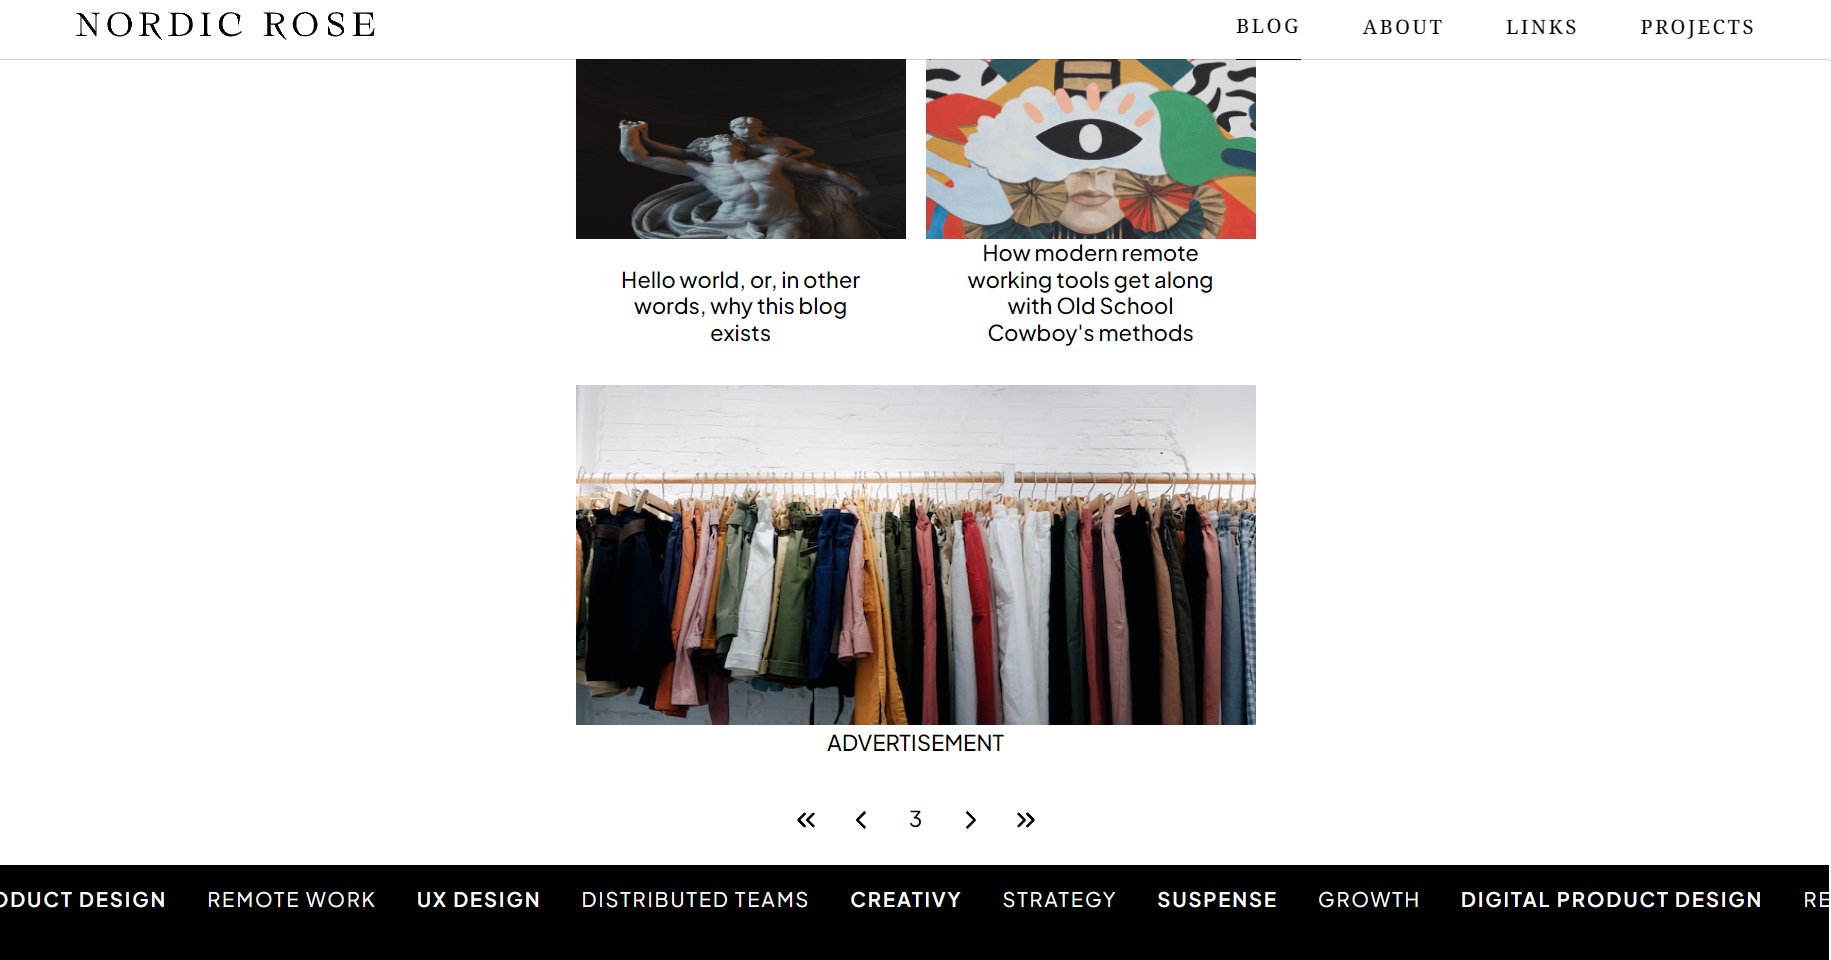 NORDIC ROSE
BLOG ABOUT LINKS PROJECTS
Hello world, or, in other
words, why this blog
exists
How modern remote
working tools get along
with Old School
Cowboy's methods
ADVERTISEMENT
3
ODUCT DESIGN REMOTE WORK UX DESIGN DISTRIBUTED TEAMS CREATIVY STRATEGY SUSPENSE GROWTH DIGITAL PRODUCT DESIGN RE